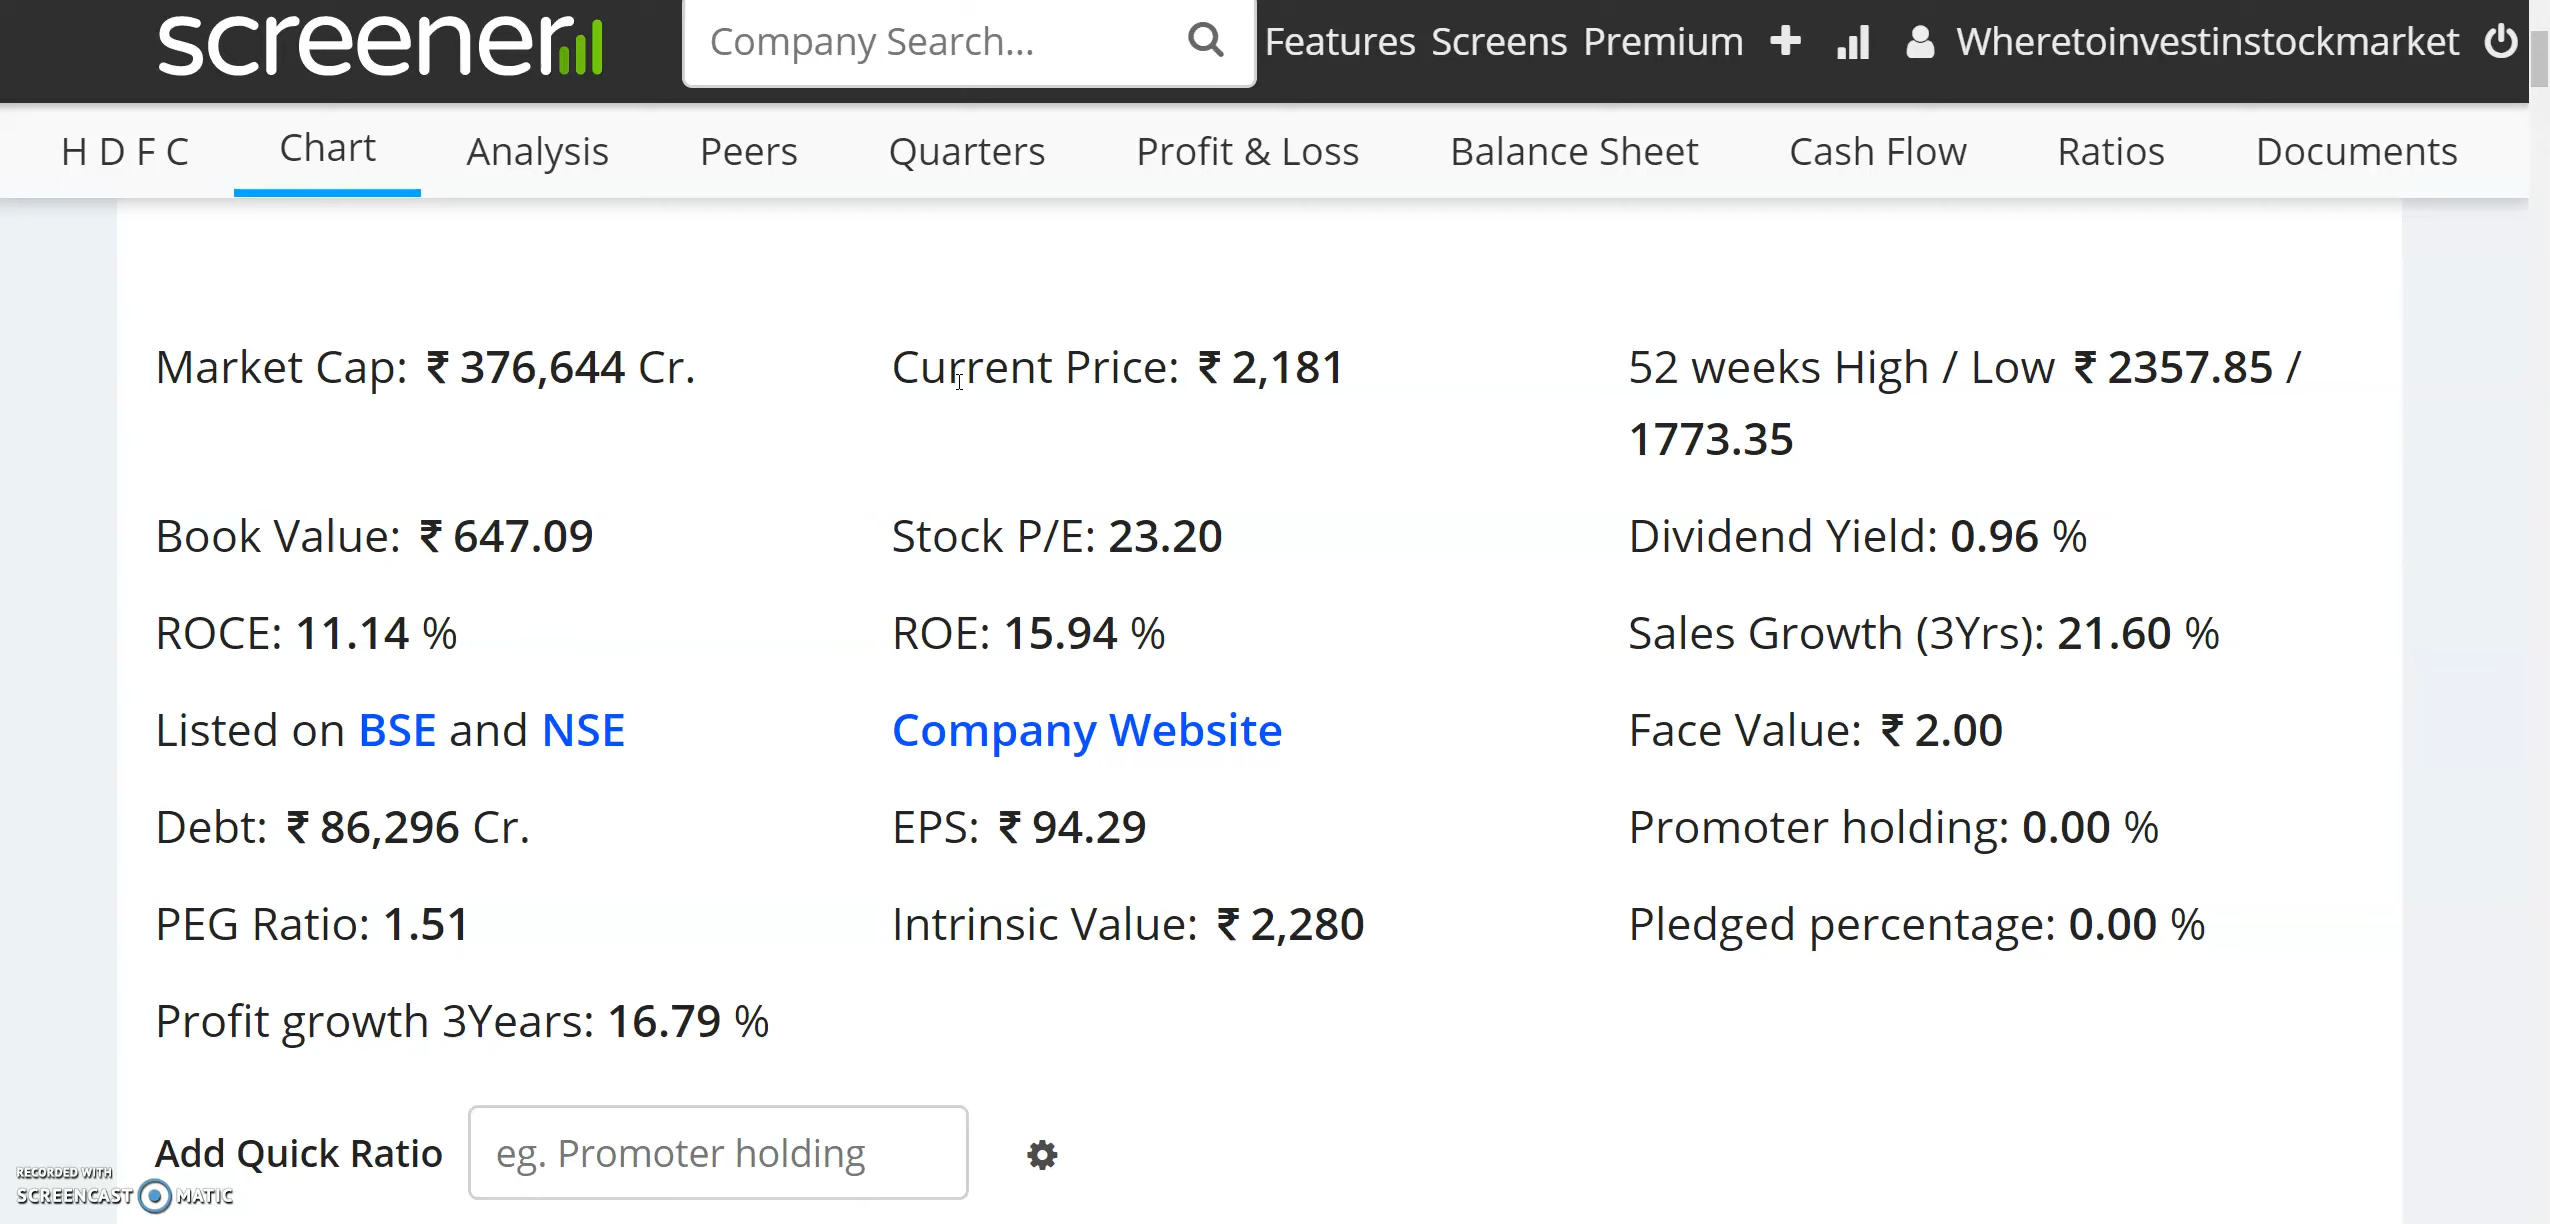 screener
Company Search...
Features Screens Premium Wheretoinvestinstockmarket
H D F C Chart Analysis Peers Quarters Profit & Loss Balance Sheet Cash Flow Ratios Documents
Market Cap: ₹ 376,644 Cr. Current Price: ₹ 2,181 52 weeks High / Low ₹ 2357.85 /
1773.35
Book Value: ₹ 647.09 Stock P/E: 23.20 Dividend Yield: 0.96 %
ROCE: 11.14 % ROE: 15.94 % Sales Growth (3Yrs): 21.60 %
Listed on BSE and NSE Company Website Face Value: ₹ 2.00
Debt: ₹ 86,296 Cr. EPS: ₹ 94.29 Promoter holding: 0.00 %
PEG Ratio: 1.51 Intrinsic Value: ₹ 2,280 Pledged percentage: 0.00 %
Profit growth 3Years: 16.79 %
Add Quick Ratio eg. Promoter holding
RECORDED WITH
SCREENCAST MATIC